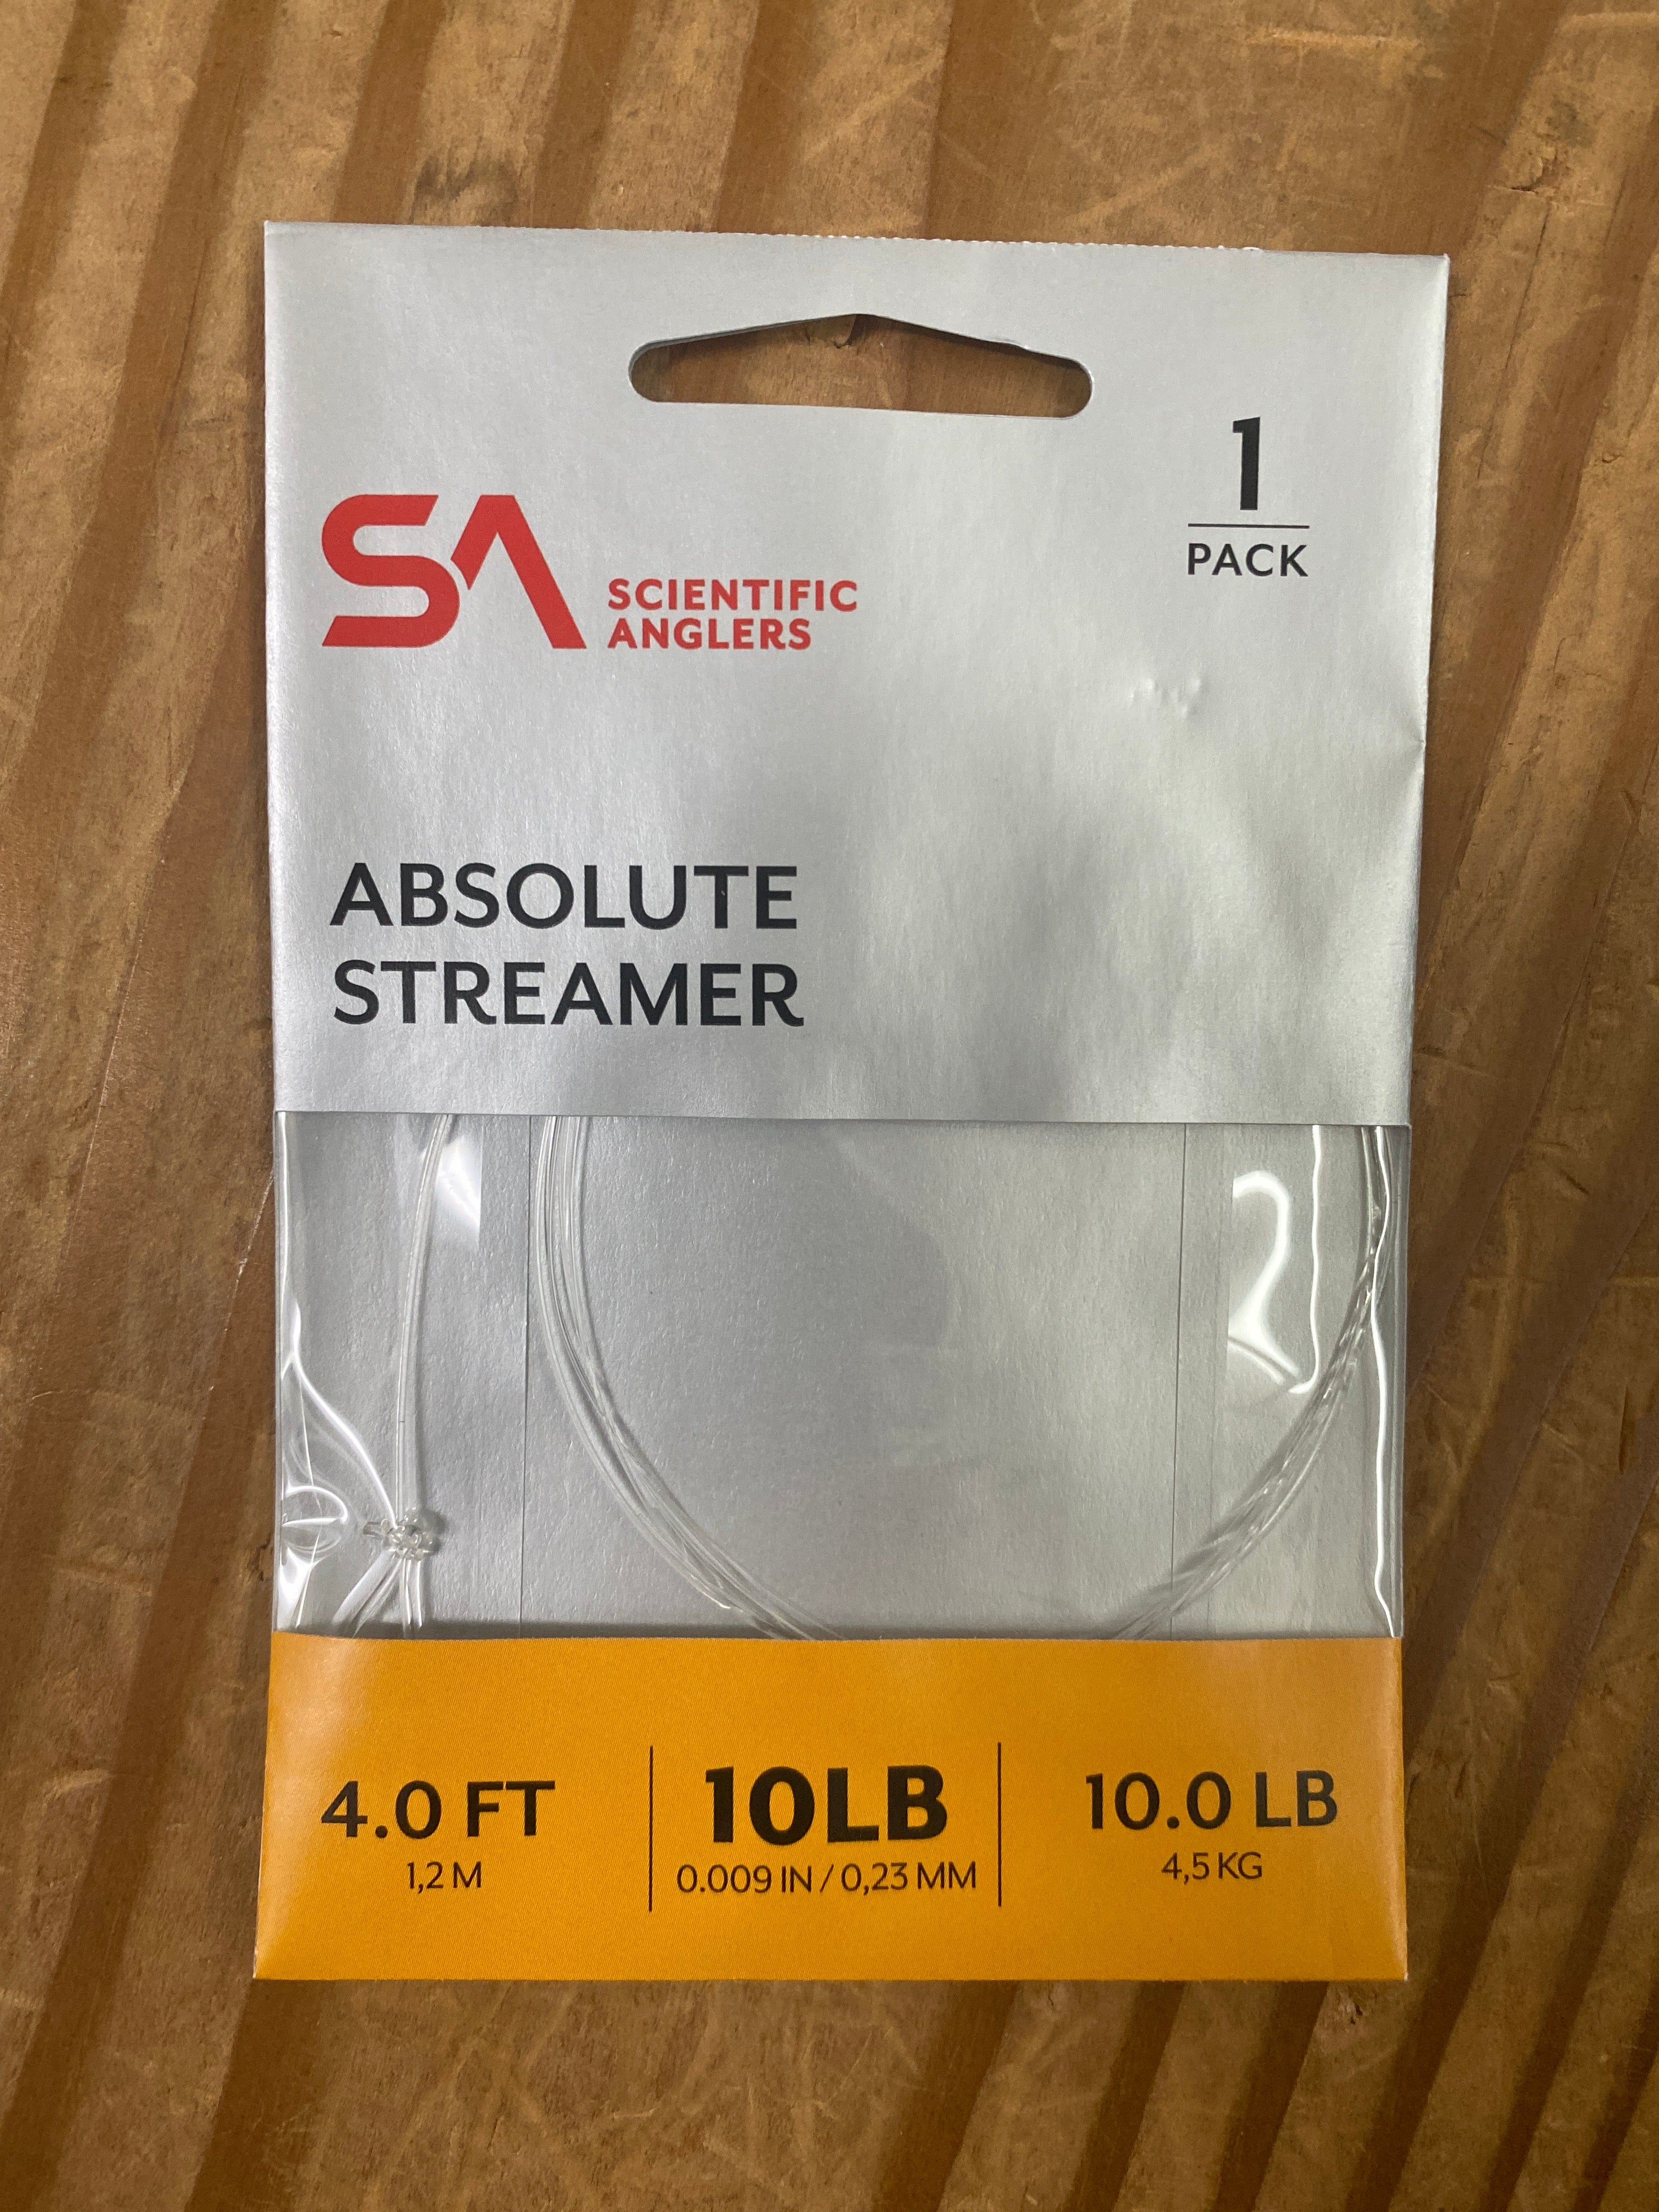 1
PACK
SA
SCIENTIFIC
ANGLERS
ABSOLUTE
STREAMER
4.0 FT
1,2 M
10LB
0.009 IN / 0,23 MM
10.0 LB
4,5 KG